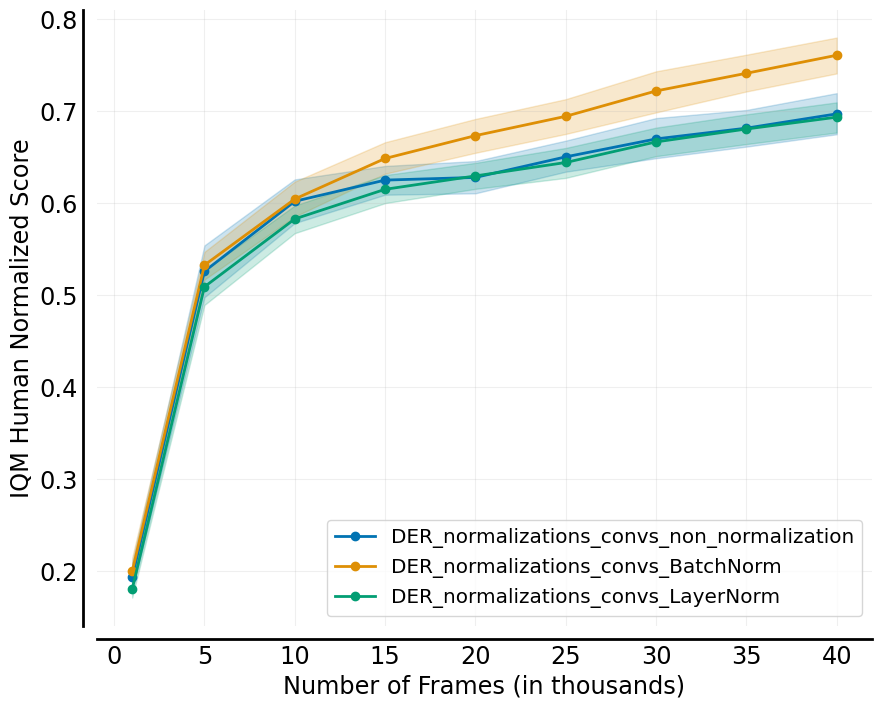 0.8
0.7
0.6
0.5
0.4
0.3
0.2
IQM Human Normalized Score
DER_normalizations_convs_non_normalization
DER_normalizations_convs_BatchNorm
DER_normalizations_convs_LayerNorm
0 5 10 15 20 25 30 35 40
Number of Frames (in thousands)